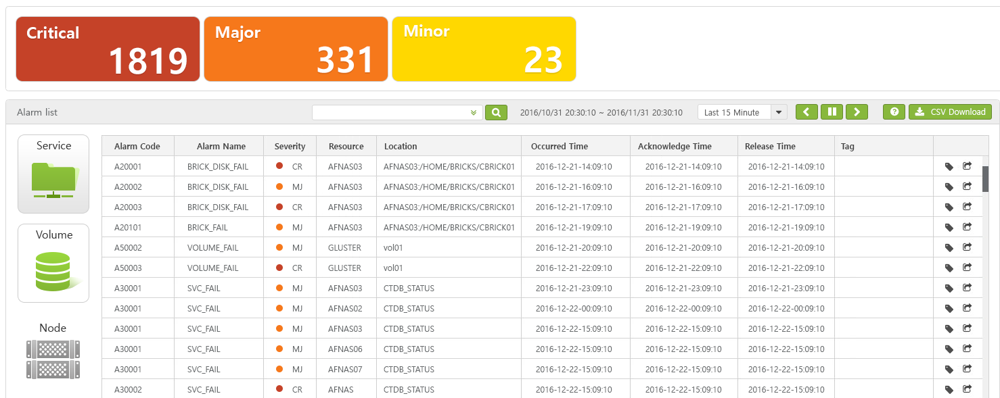 Critical
1819
Major
331
Minor
23
Alarm list
2016/10/31 20:30:10 ~ 2016/11/31 20:30:10
Last 15 Minute
CSV Download
Service
Volume
Node
Alarm Code Alarm Name Severity Resource Location Occurred Time Acknowledge Time Release Time Tag
A20001 BRICK_DISK_FAIL CR AFNAS03 AFNAS03:/HOME/BRICKS/CBRICK01 2016-12-21-14:09:10 2016-12-21-14:09:10 2016-12-21-14:09:10
A20002 BRICK_DISK_FAIL MJ AFNAS03 AFNAS03:/HOME/BRICKS/CBRICK01 2016-12-21-16:09:10 2016-12-21-16:09:10 2016-12-21-16:09:10
A20003 BRICK_DISK_FAIL CR AFNAS03 AFNAS03:/HOME/BRICKS/CBRICK01 2016-12-21-17:09:10 2016-12-21-17:09:10 2016-12-21-17:09:10
A20101 BRICK_FAIL MJ AFNAS03 AFNAS03:/HOME/BRICKS/CBRICK01 2016-12-21-19:09:10 2016-12-21-19:09:10 2016-12-21-19:09:10
A50002 VOLUME_FAIL MJ GLUSTER vol01 2016-12-21-20:09:10 2016-12-21-20:09:10 2016-12-21-20:09:10
A50003 VOLUME_FAIL CR GLUSTER vol01 2016-12-21-22:09:10 2016-12-21-22:09:10 2016-12-21-22:09:10
A30001 SVC_FAIL MJ AFNAS03 CTDB_STATUS 2016-12-21-23:09:10 2016-12-21-23:09:10 2016-12-21-23:09:10
A30001 SVC_FAIL MJ AFNAS02 CTDB_STATUS 2016-12-22-00:09:10 2016-12-22-00:09:10 2016-12-22-00:09:10
A30001 SVC_FAIL MJ AFNAS03 CTDB_STATUS 2016-12-22-15:09:10 2016-12-22-15:09:10 2016-12-22-15:09:10
A30001 SVC_FAIL MJ AFNAS06 CTDB_STATUS 2016-12-22-15:09:10 2016-12-22-15:09:10 2016-12-22-15:09:10
A30001 SVC_FAIL MJ AFNAS07 CTDB_STATUS 2016-12-22-15:09:10 2016-12-22-15:09:10 2016-12-22-15:09:10
A30002 SVC_FAIL CR AFNAS CTDB_STATUS 2016-12-22-15:09:10 2016-12-22-15:09:10 2016-12-22-15:09:10